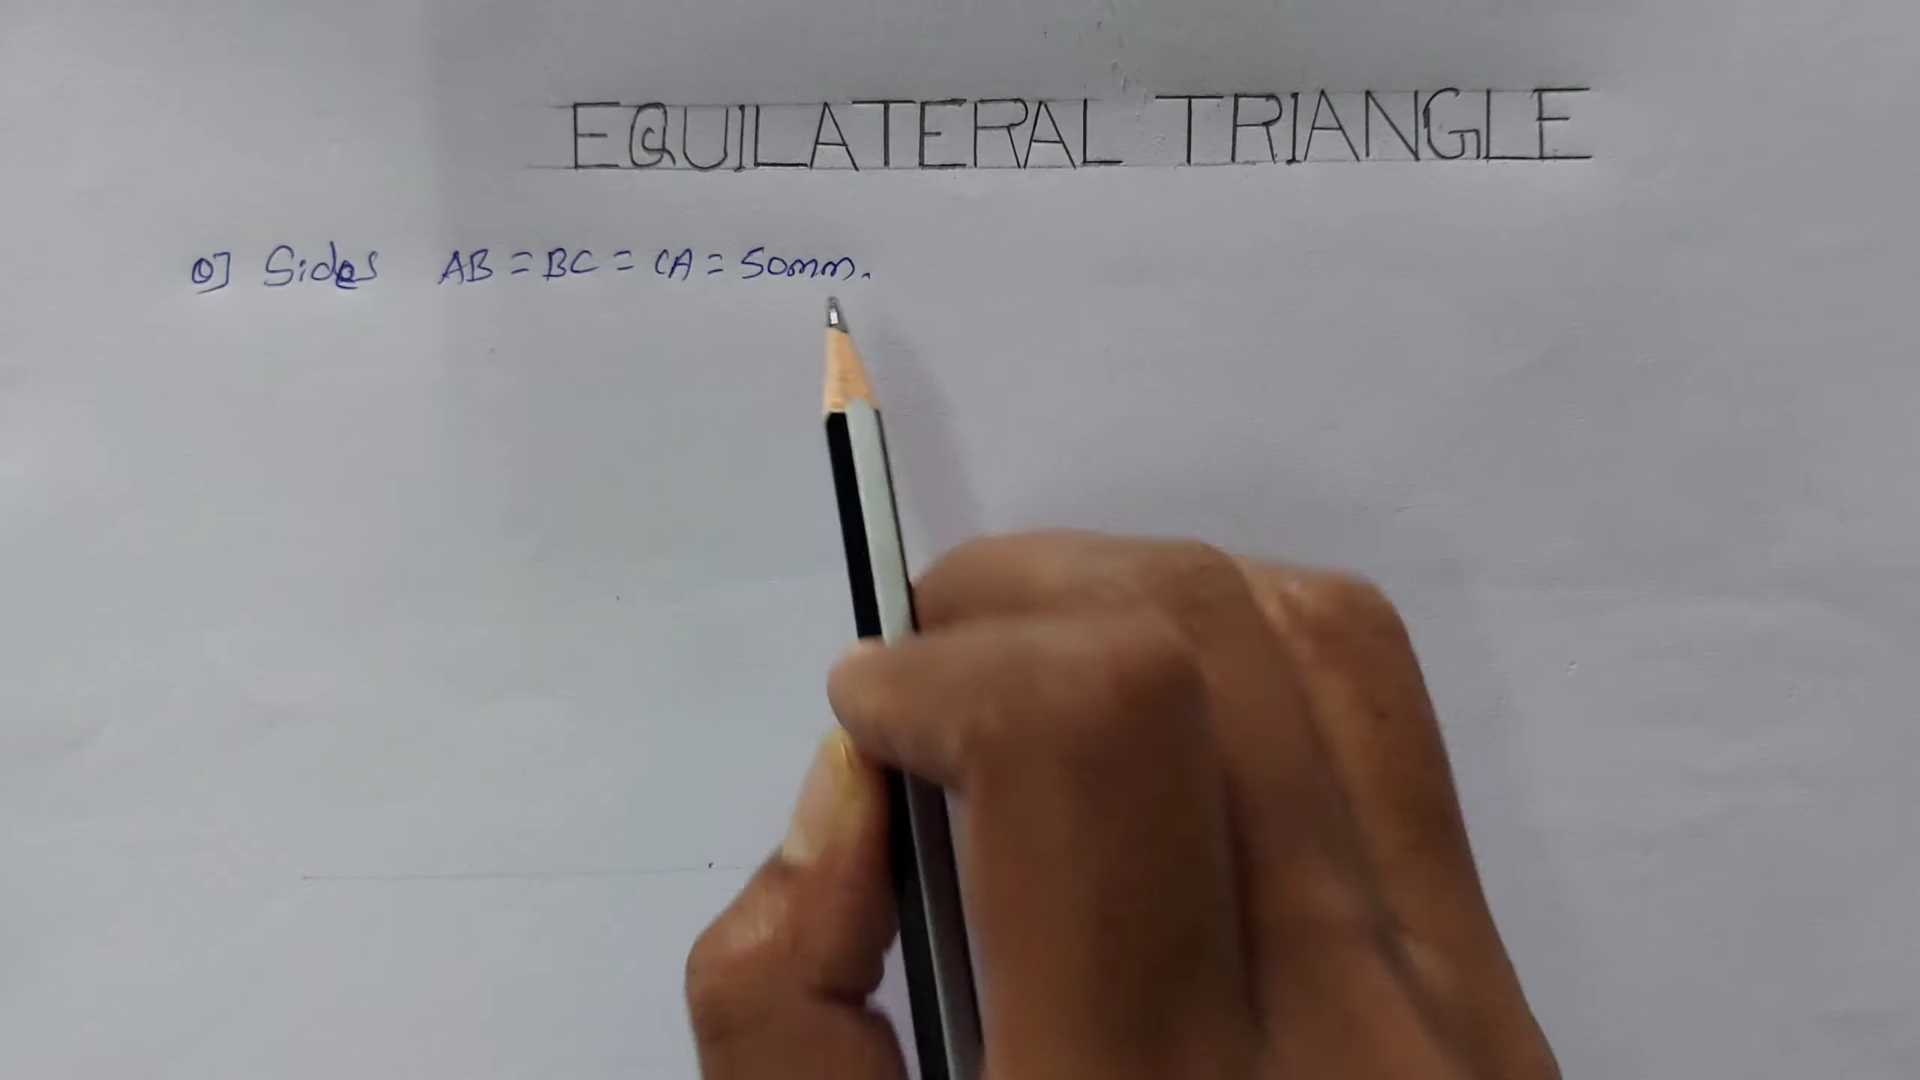 EQUILATERAL TRIANGLE
Q] Sides AB = BC = CA = 50mm.